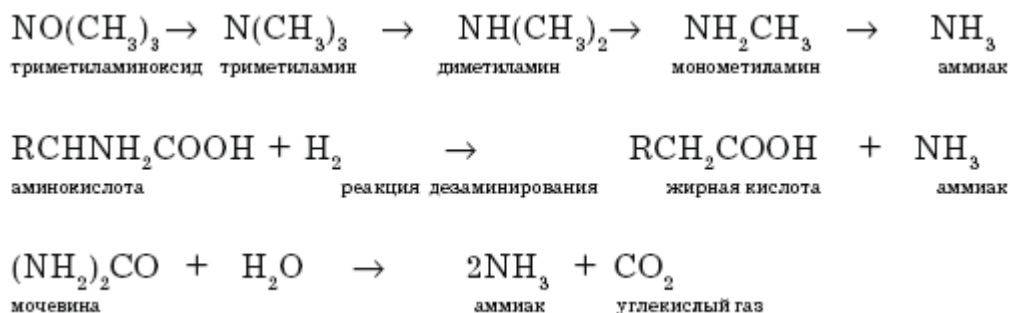 NO(CH₃)₃→ N(CH₃)₃ → NH(CH₃)₂→ NH₂CH₃ → NH₃
триметиламиноксид триметиламин диметиламин монометиламин аммиак
RCHNH₂COOH + H₂ → RCH₂COOH + NH₃
аминокислота реакция дезаминирования жирная кислота аммиак
(NH₂)₂CO + H₂O → 2NH₃ + CO₂
мочевина аммиак углекислый газ